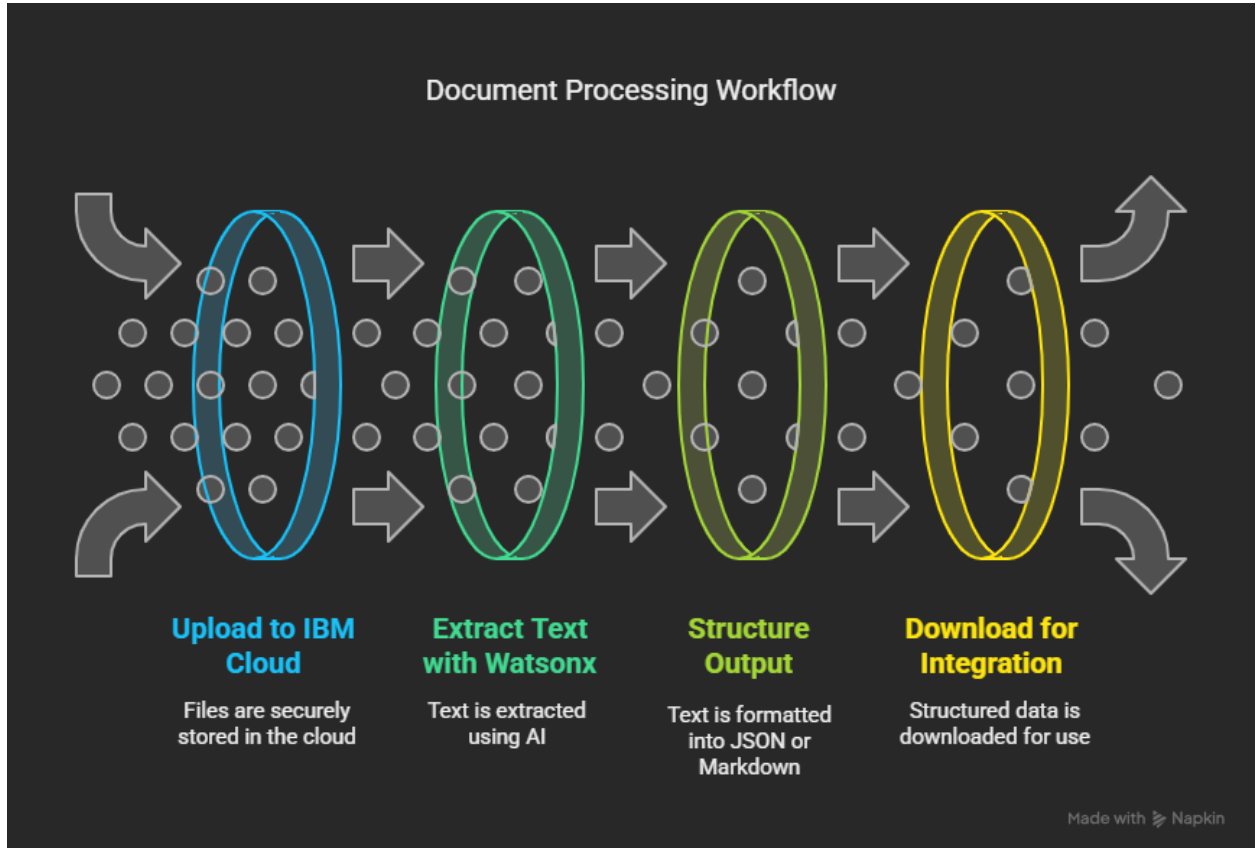 Document Processing Workflow
Upload to IBM
Cloud
Files are securely
stored in the cloud
Extract Text
with Watsonx
Text is extracted
using AI
Structure
Output
Text is formatted
into JSON or
Markdown
Download for
Integration
Structured data is
downloaded for use
Made with Napkin